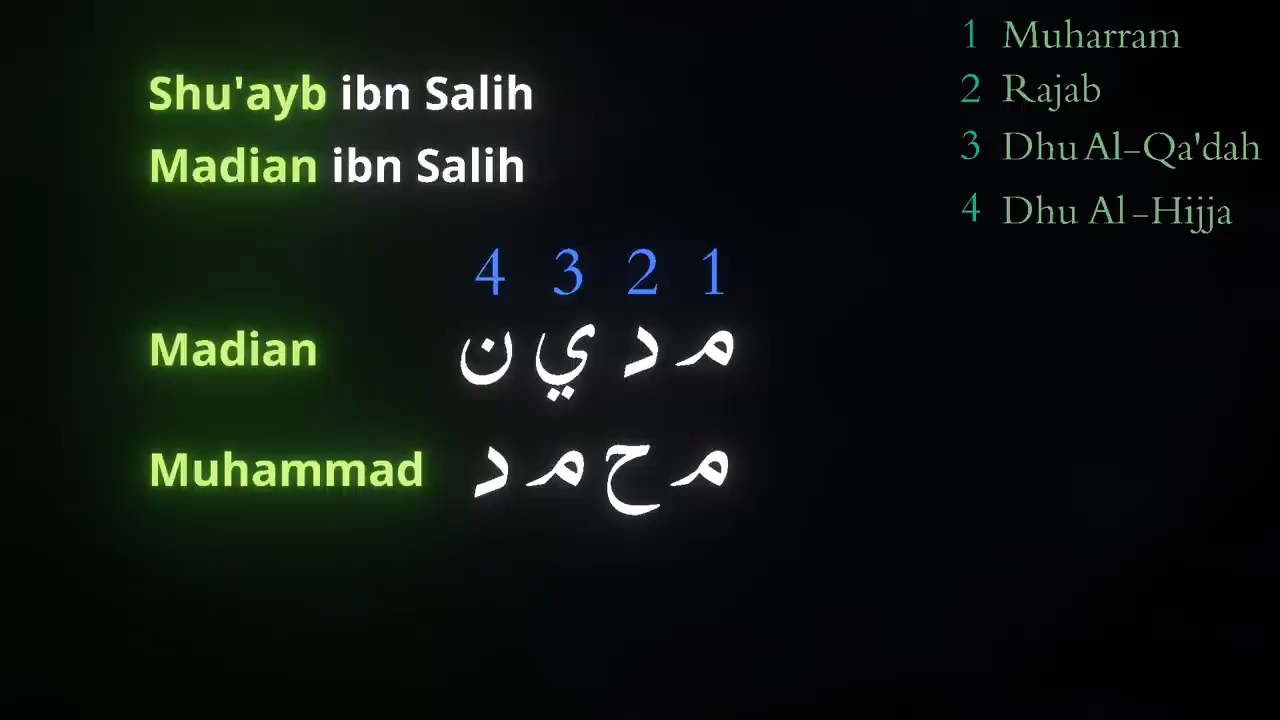 Shu'ayb ibn Salih
Madian ibn Salih
4 3 2 1
Madian م د ي ن
Muhammad م ح م د
1 Muharram
2 Rajab
3 Dhu Al-Qa'dah
4 Dhu Al-Hijja